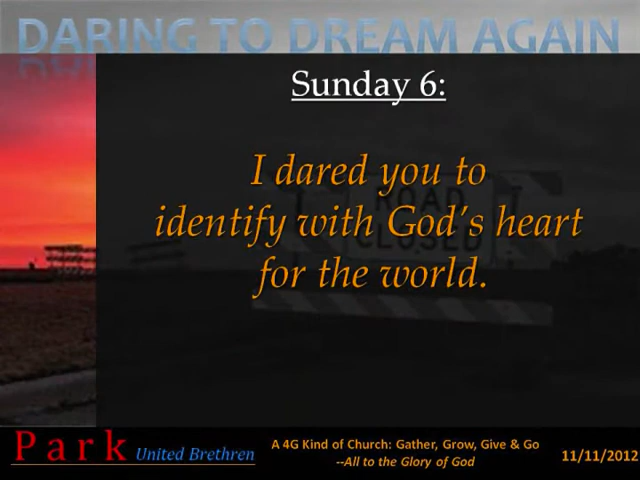 DARING TO DREAM AGAIN
Sunday 6:
I dared you to
identify with God's heart
for the world.
ROAD
CLOSED
Park United Brethren
A 4G Kind of Church: Gather, Grow, Give & Go
--All to the Glory of God
11/11/2012